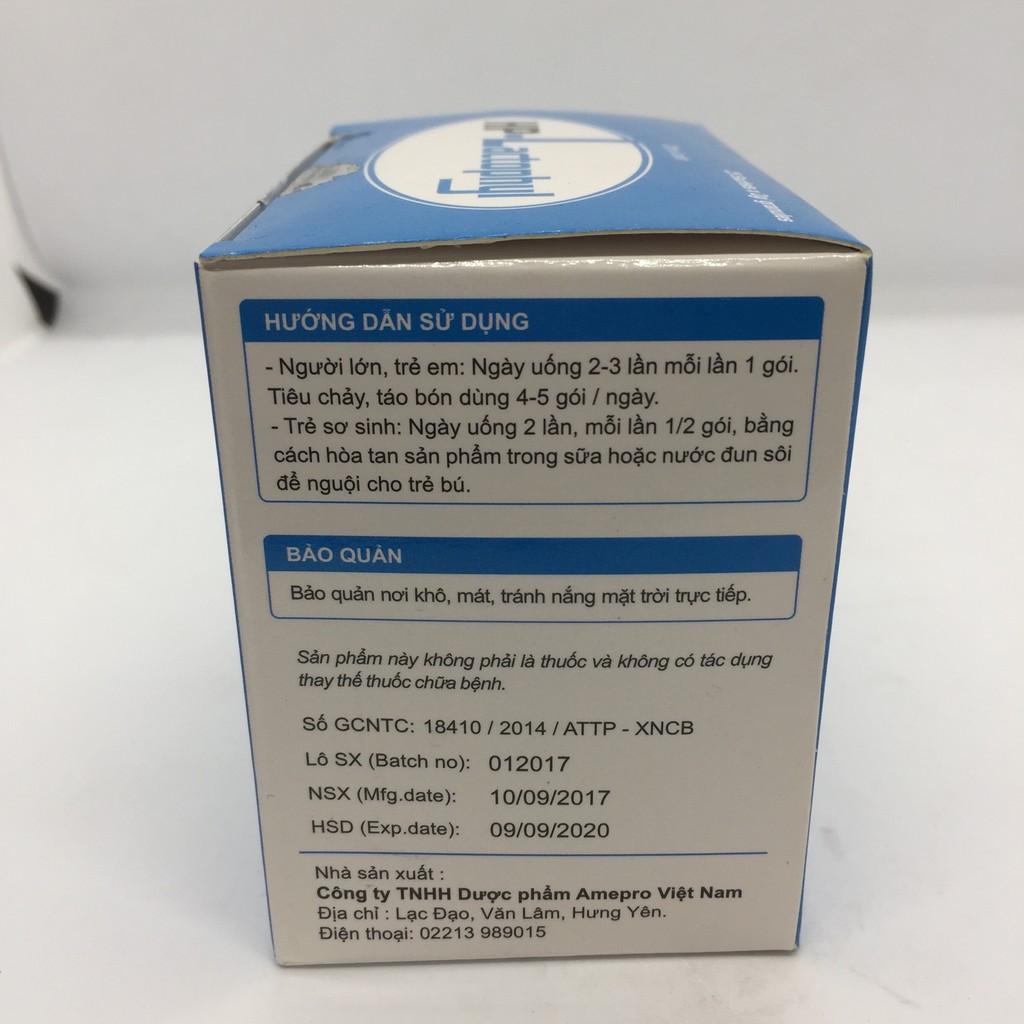 HƯỚNG DẪN SỬ DỤNG
- Người lớn, trẻ em: Ngày uống 2-3 lần mỗi lần 1 gói.
Tiêu chảy, táo bón dùng 4-5 gói / ngày.
- Trẻ sơ sinh: Ngày uống 2 lần, mỗi lần 1/2 gói, bằng
cách hòa tan sản phẩm trong sữa hoặc nước đun sôi
để nguội cho trẻ bú.
BẢO QUẢN
Bảo quản nơi khô, mát, tránh nắng mặt trời trực tiếp.
Sản phẩm này không phải là thuốc và không có tác dụng
thay thế thuốc chữa bệnh.
Số GCNTC: 18410 / 2014 / ATTP - XNCB
Lô SX (Batch no): 012017
NSX (Mfg.date): 10/09/2017
HSD (Exp.date): 09/09/2020
Nhà sản xuất :
Công ty TNHH Dược phẩm Amepro Việt Nam
Địa chỉ : Lạc Đạo, Văn Lâm, Hưng Yên.
Điện thoại: 02213 989015